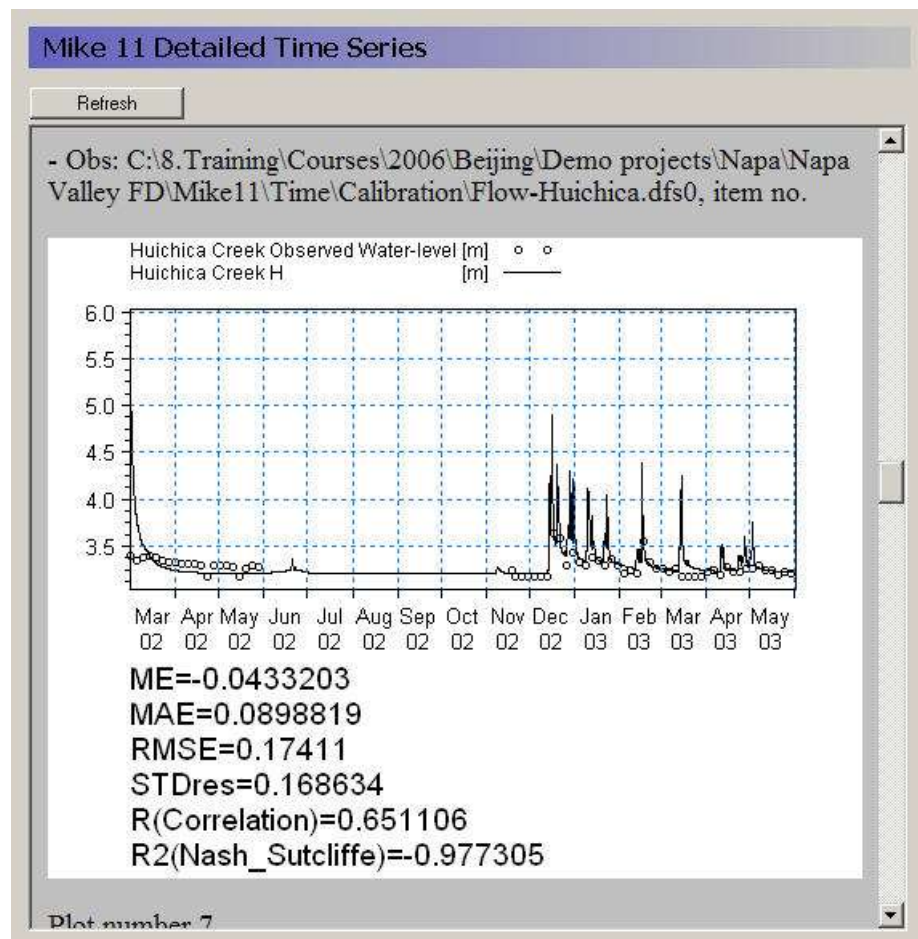 Mike 11 Detailed Time Series
Refresh
- Obs: C:\8.Training\Courses\2006\Beijing\Demo projects\Napa\Napa
Valley FD\Mike11\Time\Calibration\Flow-Huichica.dfs0, item no.
Huichica Creek Observed Water-level [m]
Huichica Creek H [m]
6.0
5.5
5.0
4.5
4.0
3.5
Mar Apr May Jun Jul Aug Sep Oct Nov Dec Jan Feb Mar Apr May
02 02 02 02 02 02 02 02 02 02 03 03 03 03 03
ME=-0.0433203
MAE=0.0898819
RMSE=0.17411
STDres=0.168634
R(Correlation)=0.651106
R2(Nash_Sutcliffe)=-0.977305
Plot number 7